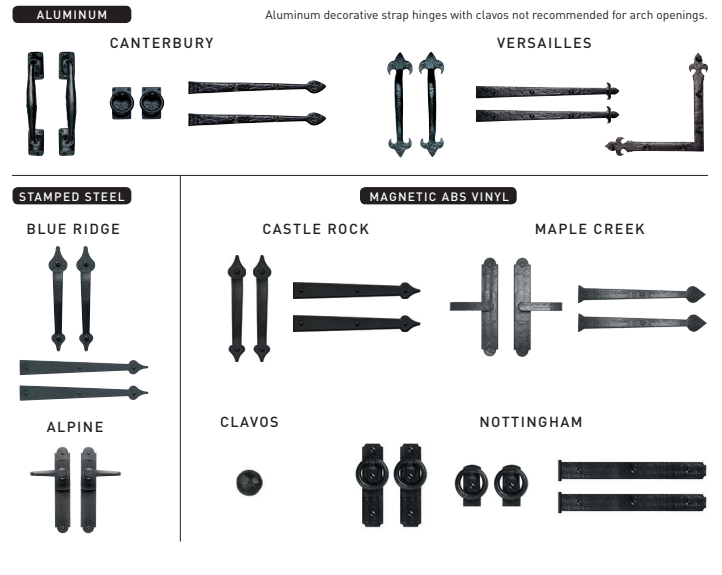 ALUMINUM
Aluminum decorative strap hinges with clavos not recommended for arch openings.
CANTERBURY
VERSAILLES
STAMPED STEEL
MAGNETIC ABS VINYL
BLUE RIDGE
CASTLE ROCK
MAPLE CREEK
ALPINE
CLAVOS
NOTTINGHAM